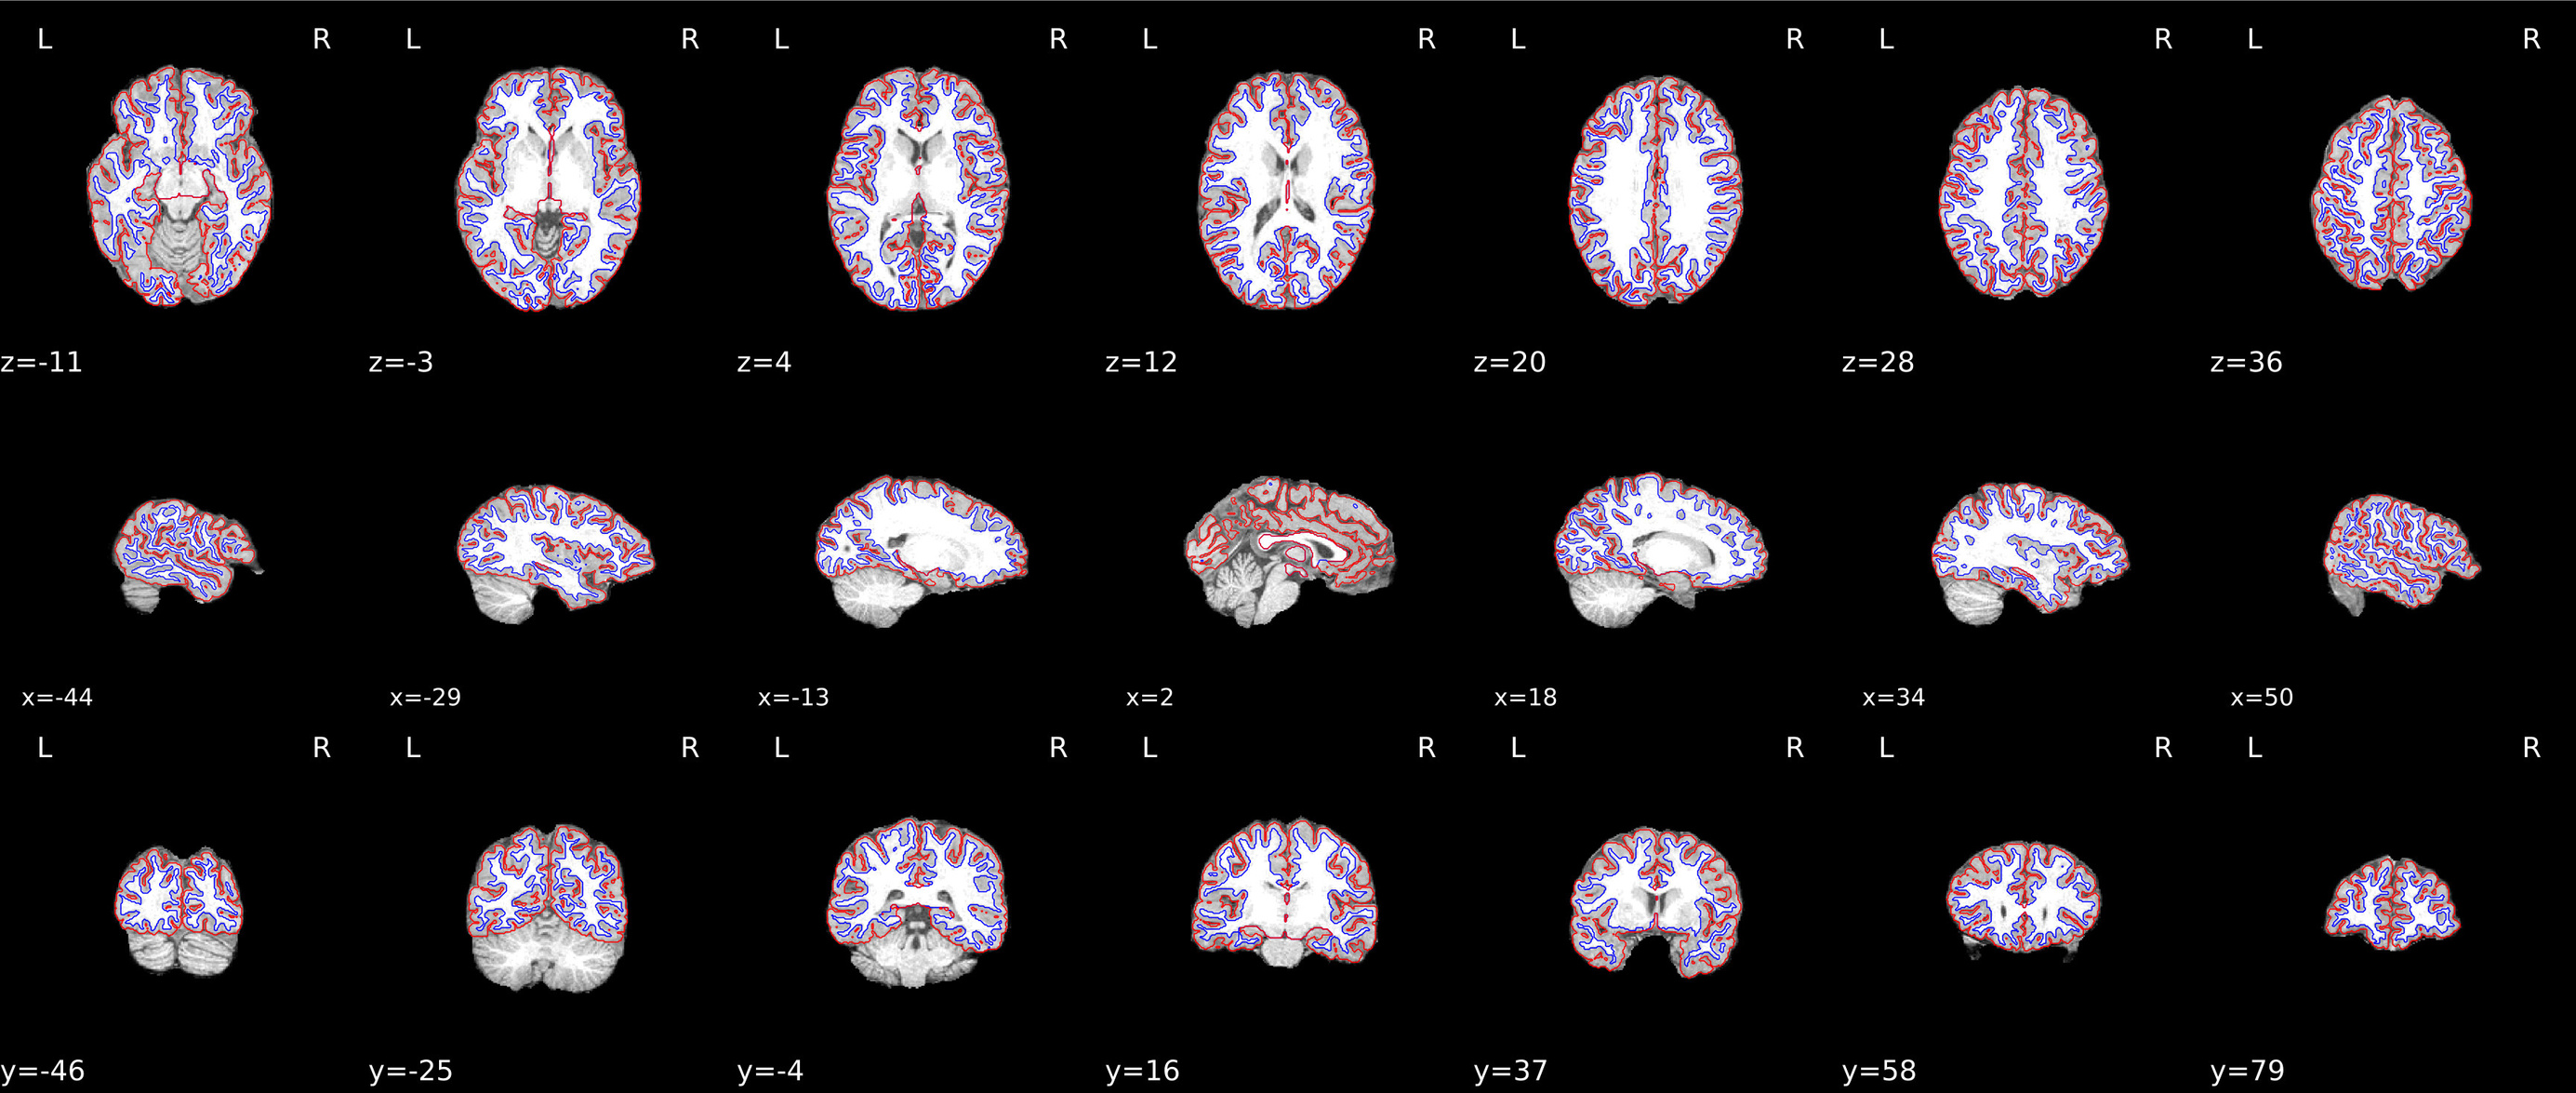 L R L R L R L R L R L R L R
z=-11 z=-3 z=4 z=12 z=20 z=28 z=36
x=-44 x=-29 x=-13 x=2 x=18 x=34 x=50
L R L R L R L R L R L R L R
y=-46 y=-25 y=-4 y=16 y=37 y=58 y=79